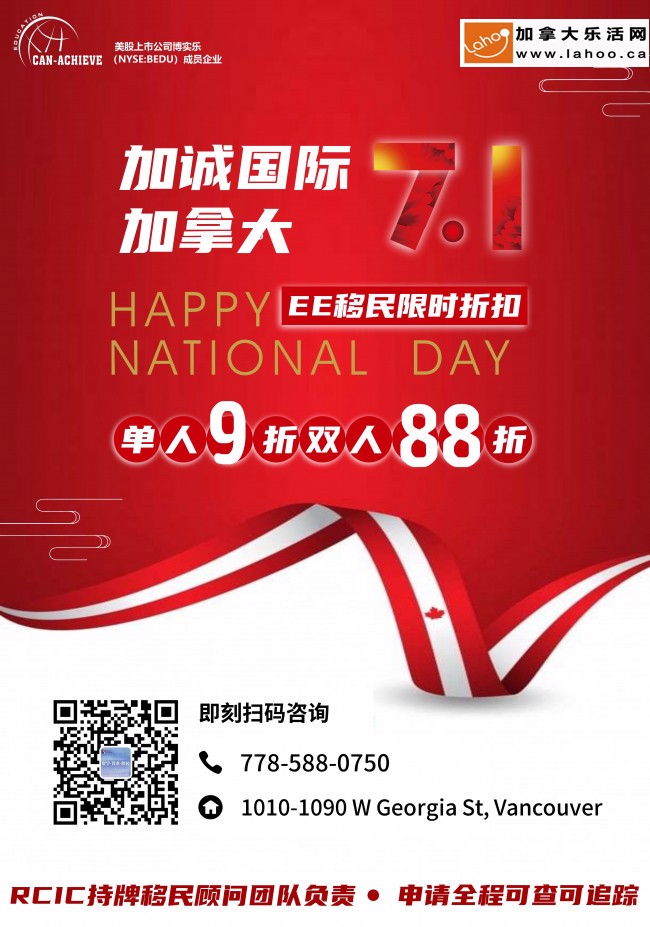 EDUCATION
CAN-ACHIEVE
美股上市公司博实乐
（NYSE:BEDU）成员企业
Lahoo
加拿大乐活网
www.lahoo.ca
加诚国际
加拿大
7.1
HAPPY
EE移民限时折扣
NATIONAL DAY
单人9折双人88折
即刻扫码咨询
778-588-0750
1010-1090 W Georgia St, Vancouver
RCIC持牌移民顾问团队负责 • 申请全程可查可追踪